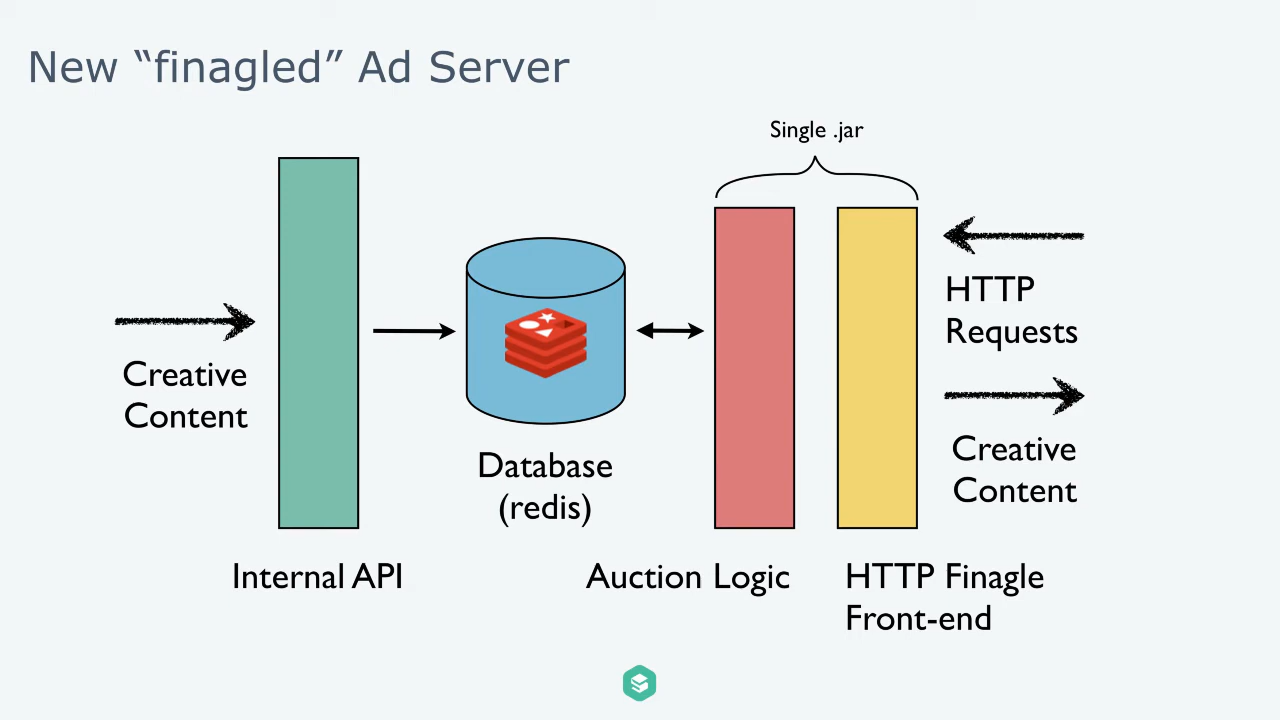 New “finagled” Ad Server
Single .jar
HTTP
Requests
Creative
Content
Creative
Content
Database
(redis)
Internal API
Auction Logic
HTTP Finagle
Front-end